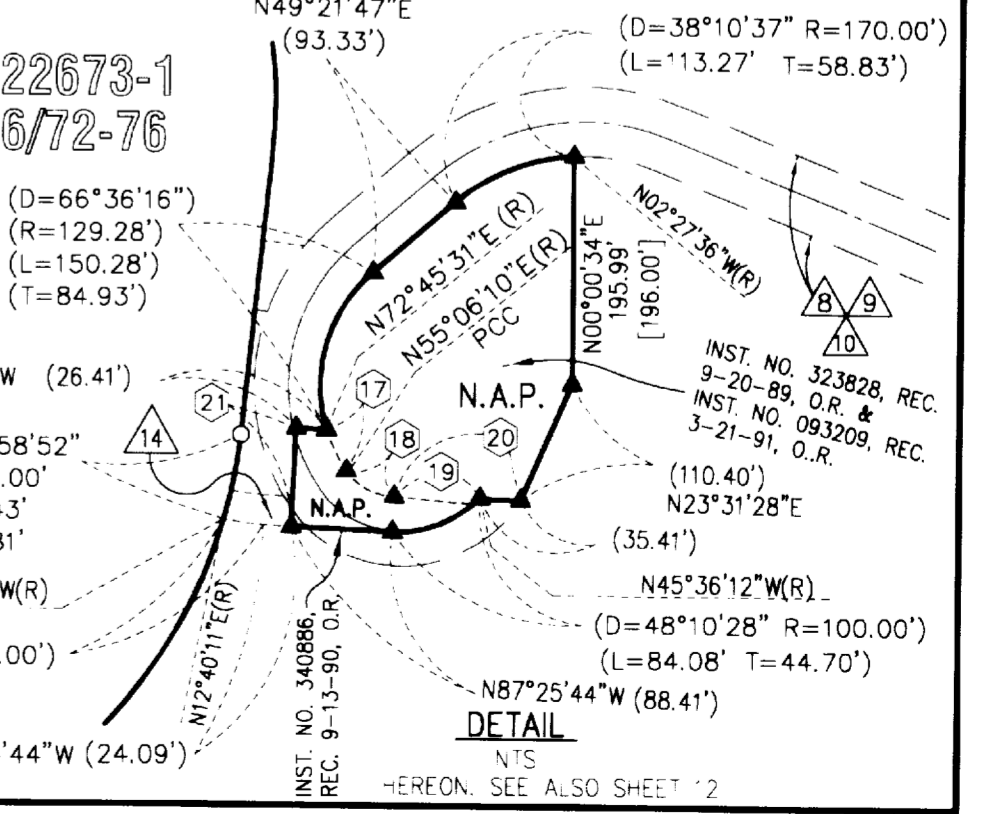 N49°21'47"E
(93.33')
(D=38°10'37" R=170.00')
(L=113.27' T=58.83')
22673-1
6/72-76
(D=66°36'16")
(R=129.28')
(L=150.28')
(T=84.93')
N72°45'31"E (R)
N55°06'10"E(R)
PCC
N00°00'34"E
195.99'
[196.00']
N02°27'36"W(R)
8
9
10
W (26.41')
21
17
N.A.P.
INST. NO. 323828, REC.
9-20-89, O.R. &
INST. NO. 093209, REC.
3-21-91, O..R.
14
58'52"
.00'
18
19
20
(110.40')
N23°31'28"E
N.A.P.
3'
31'
(35.41')
W(R)
N45°36'12"W(R)
(D=48°10'28" R=100.00')
(L=84.08' T=44.70')
.00')
N12°40'11"E(R)
INST. NO. 340886,
REC. 9-13-90, O.R.
N87°25'44"W (88.41')
DETAIL
NTS
'44"W (24.09')
HEREON. SEE ALSO SHEET 12